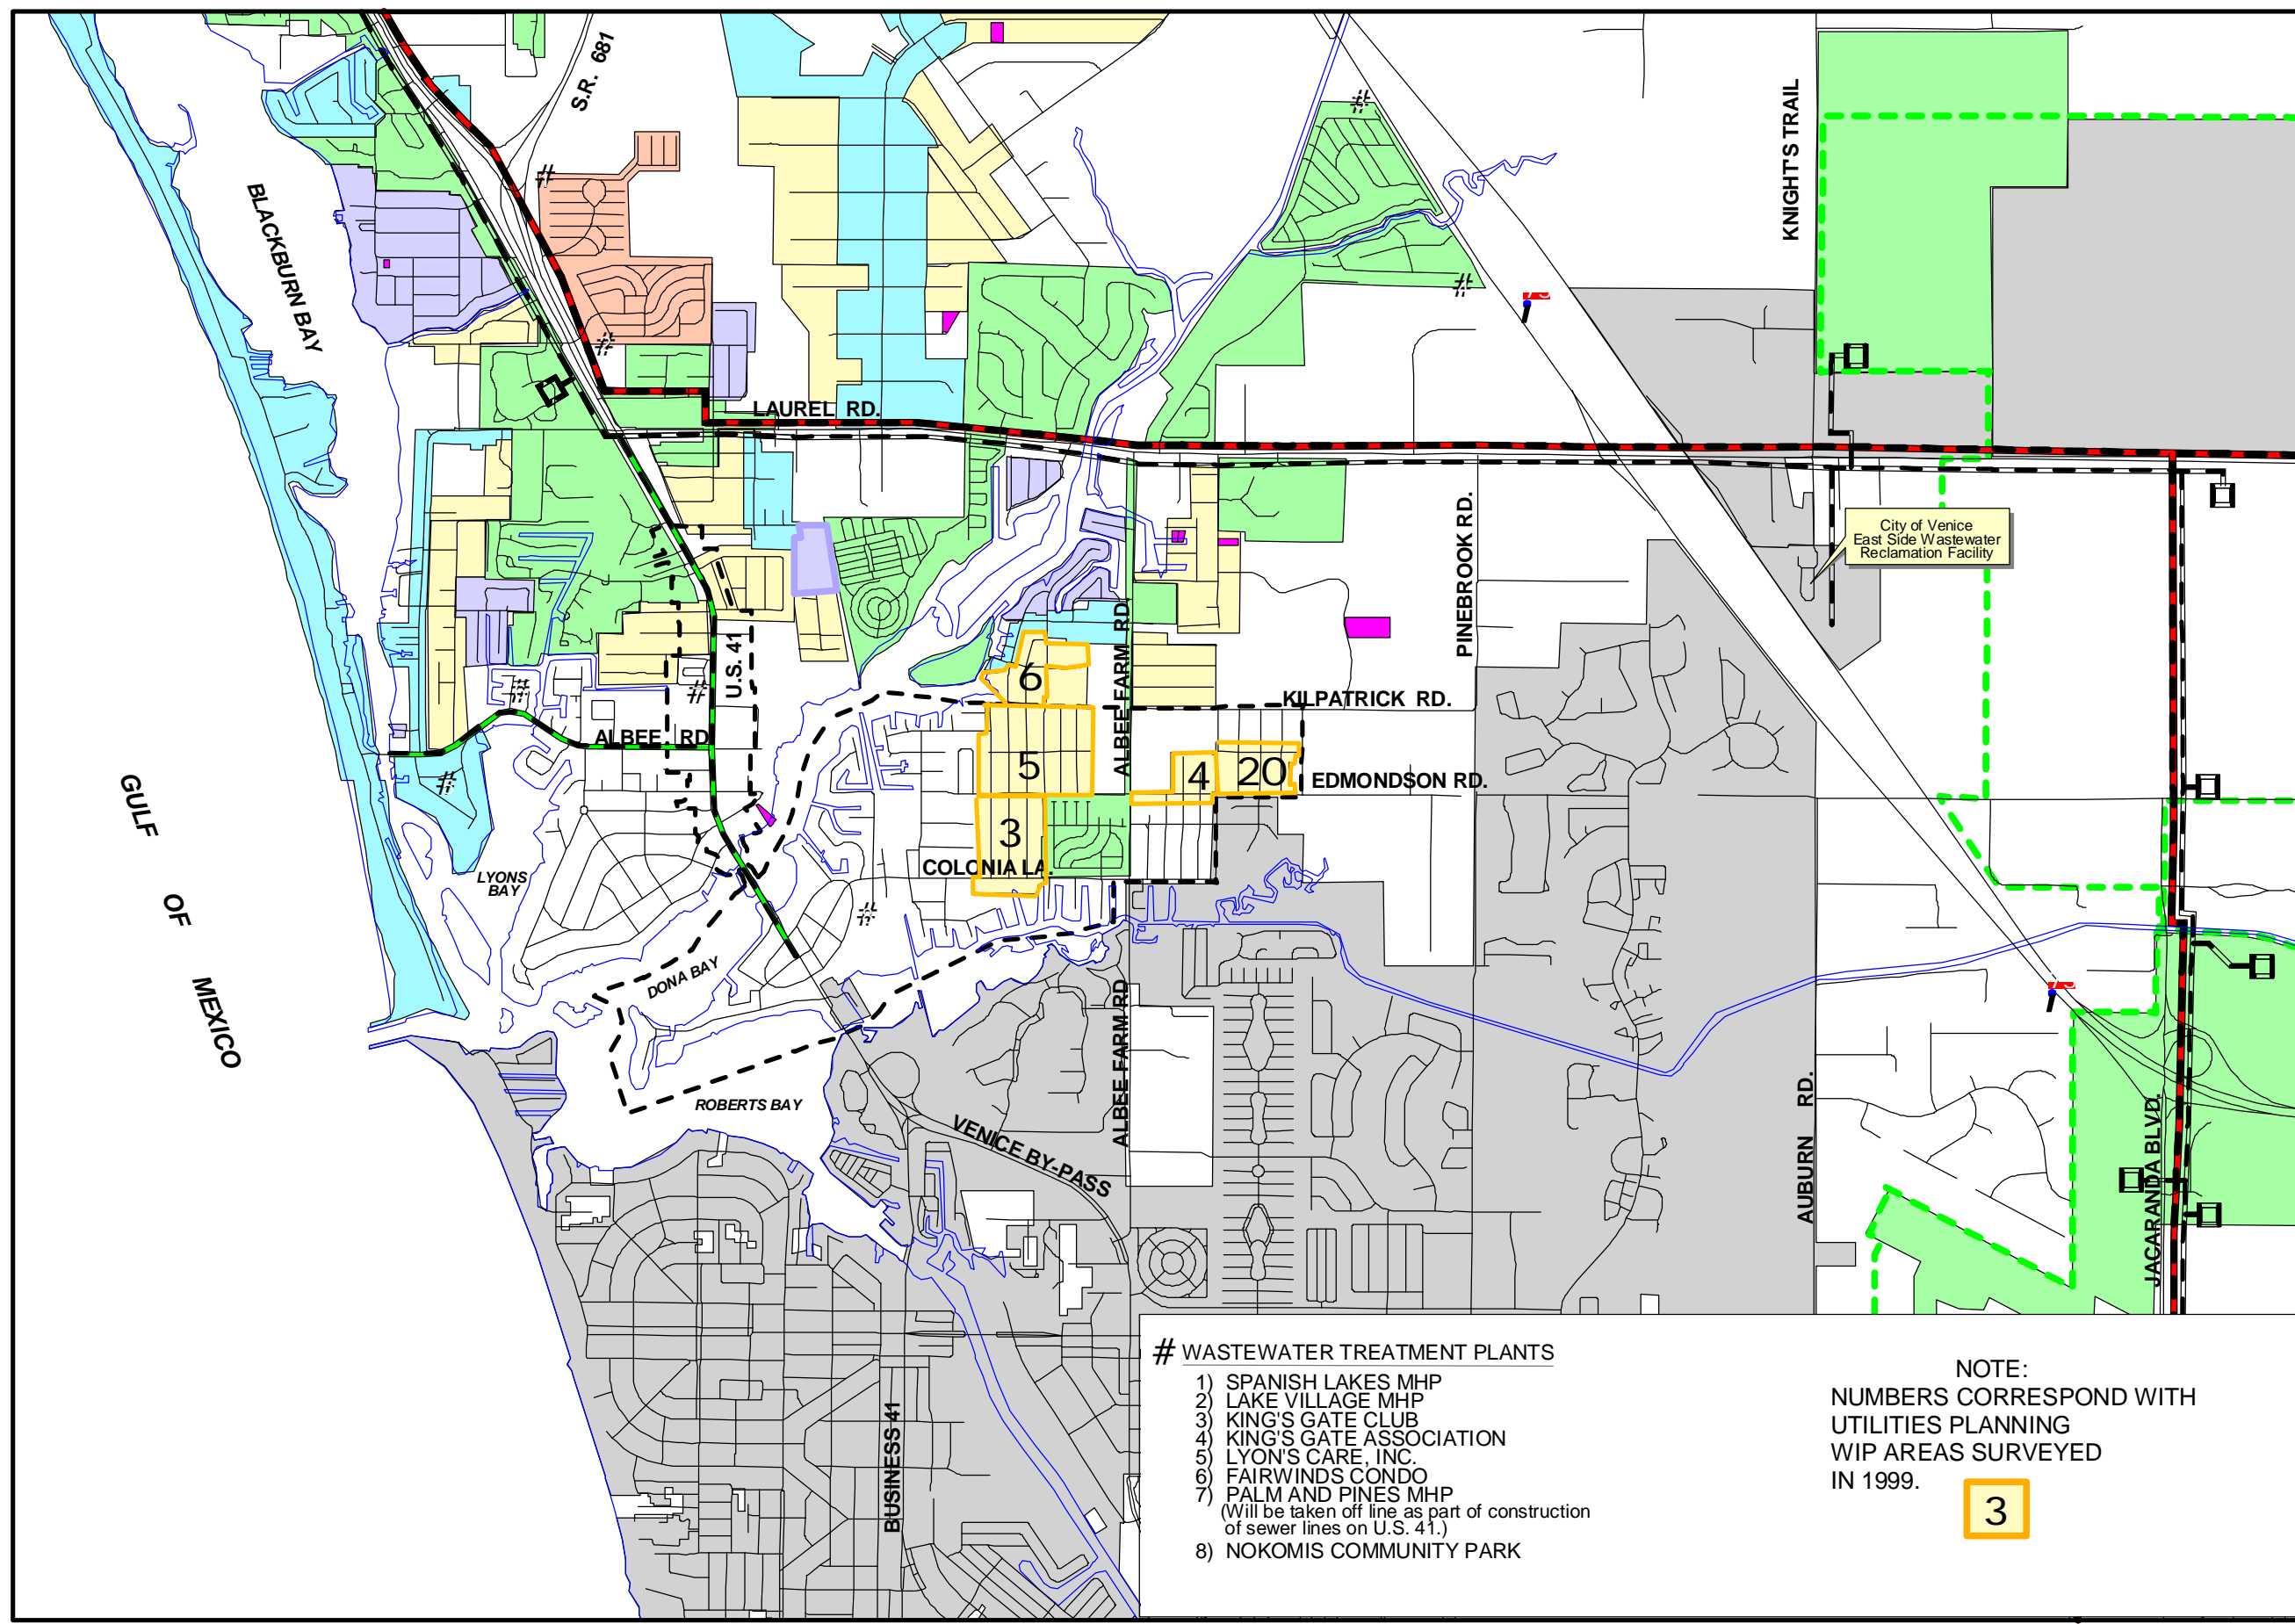 S.R. 681
KNIGHT'S TRAIL
BLACKBURN BAY
#
#
#
#
LAUREL RD.
City of Venice
East Side Wastewater
Reclamation Facility
PINEBROOK RD.
U.S. 41
ALBEE FARM RD.
6
#
#
KILPATRICK RD.
ALBEE RD.
5
4
20
EDMONDSON RD.
#
GULF
OF
MEXICO
3
COLONIA LA.
LYONS
BAY
#
DONA BAY
ALBEE FARM RD.
ROBERTS BAY
VENICE BY-PASS
AUBURN RD.
JACARANDA BLVD.
BUSINESS 41
# WASTEWATER TREATMENT PLANTS
1) SPANISH LAKES MHP
2) LAKE VILLAGE MHP
3) KING'S GATE CLUB
4) KING'S GATE ASSOCIATION
5) LYON'S CARE, INC.
6) FAIRWINDS CONDO
7) PALM AND PINES MHP
(Will be taken off line as part of construction
of sewer lines on U.S. 41.)
8) NOKOMIS COMMUNITY PARK
NOTE:
NUMBERS CORRESPOND WITH
UTILITIES PLANNING
WIP AREAS SURVEYED
IN 1999.
3